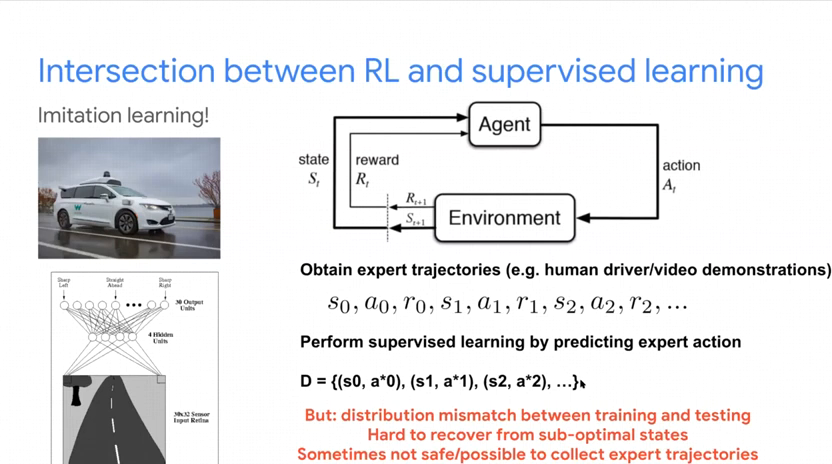 Intersection between RL and supervised learning
Imitation learning!
Agent
state
S_t
reward
R_t
action
A_t
R_{t+1}
S_{t+1}
Environment
Sharp Left
Straight Ahead
Sharp Right
30 Output Units
4 Hidden Units
30x32 Sensor Input Retina
Obtain expert trajectories (e.g. human driver/video demonstrations)
s_0, a_0, r_0, s_1, a_1, r_1, s_2, a_2, r_2, ...
Perform supervised learning by predicting expert action
D = {(s0, a*0), (s1, a*1), (s2, a*2), …}
But: distribution mismatch between training and testing
Hard to recover from sub-optimal states
Sometimes not safe/possible to collect expert trajectories